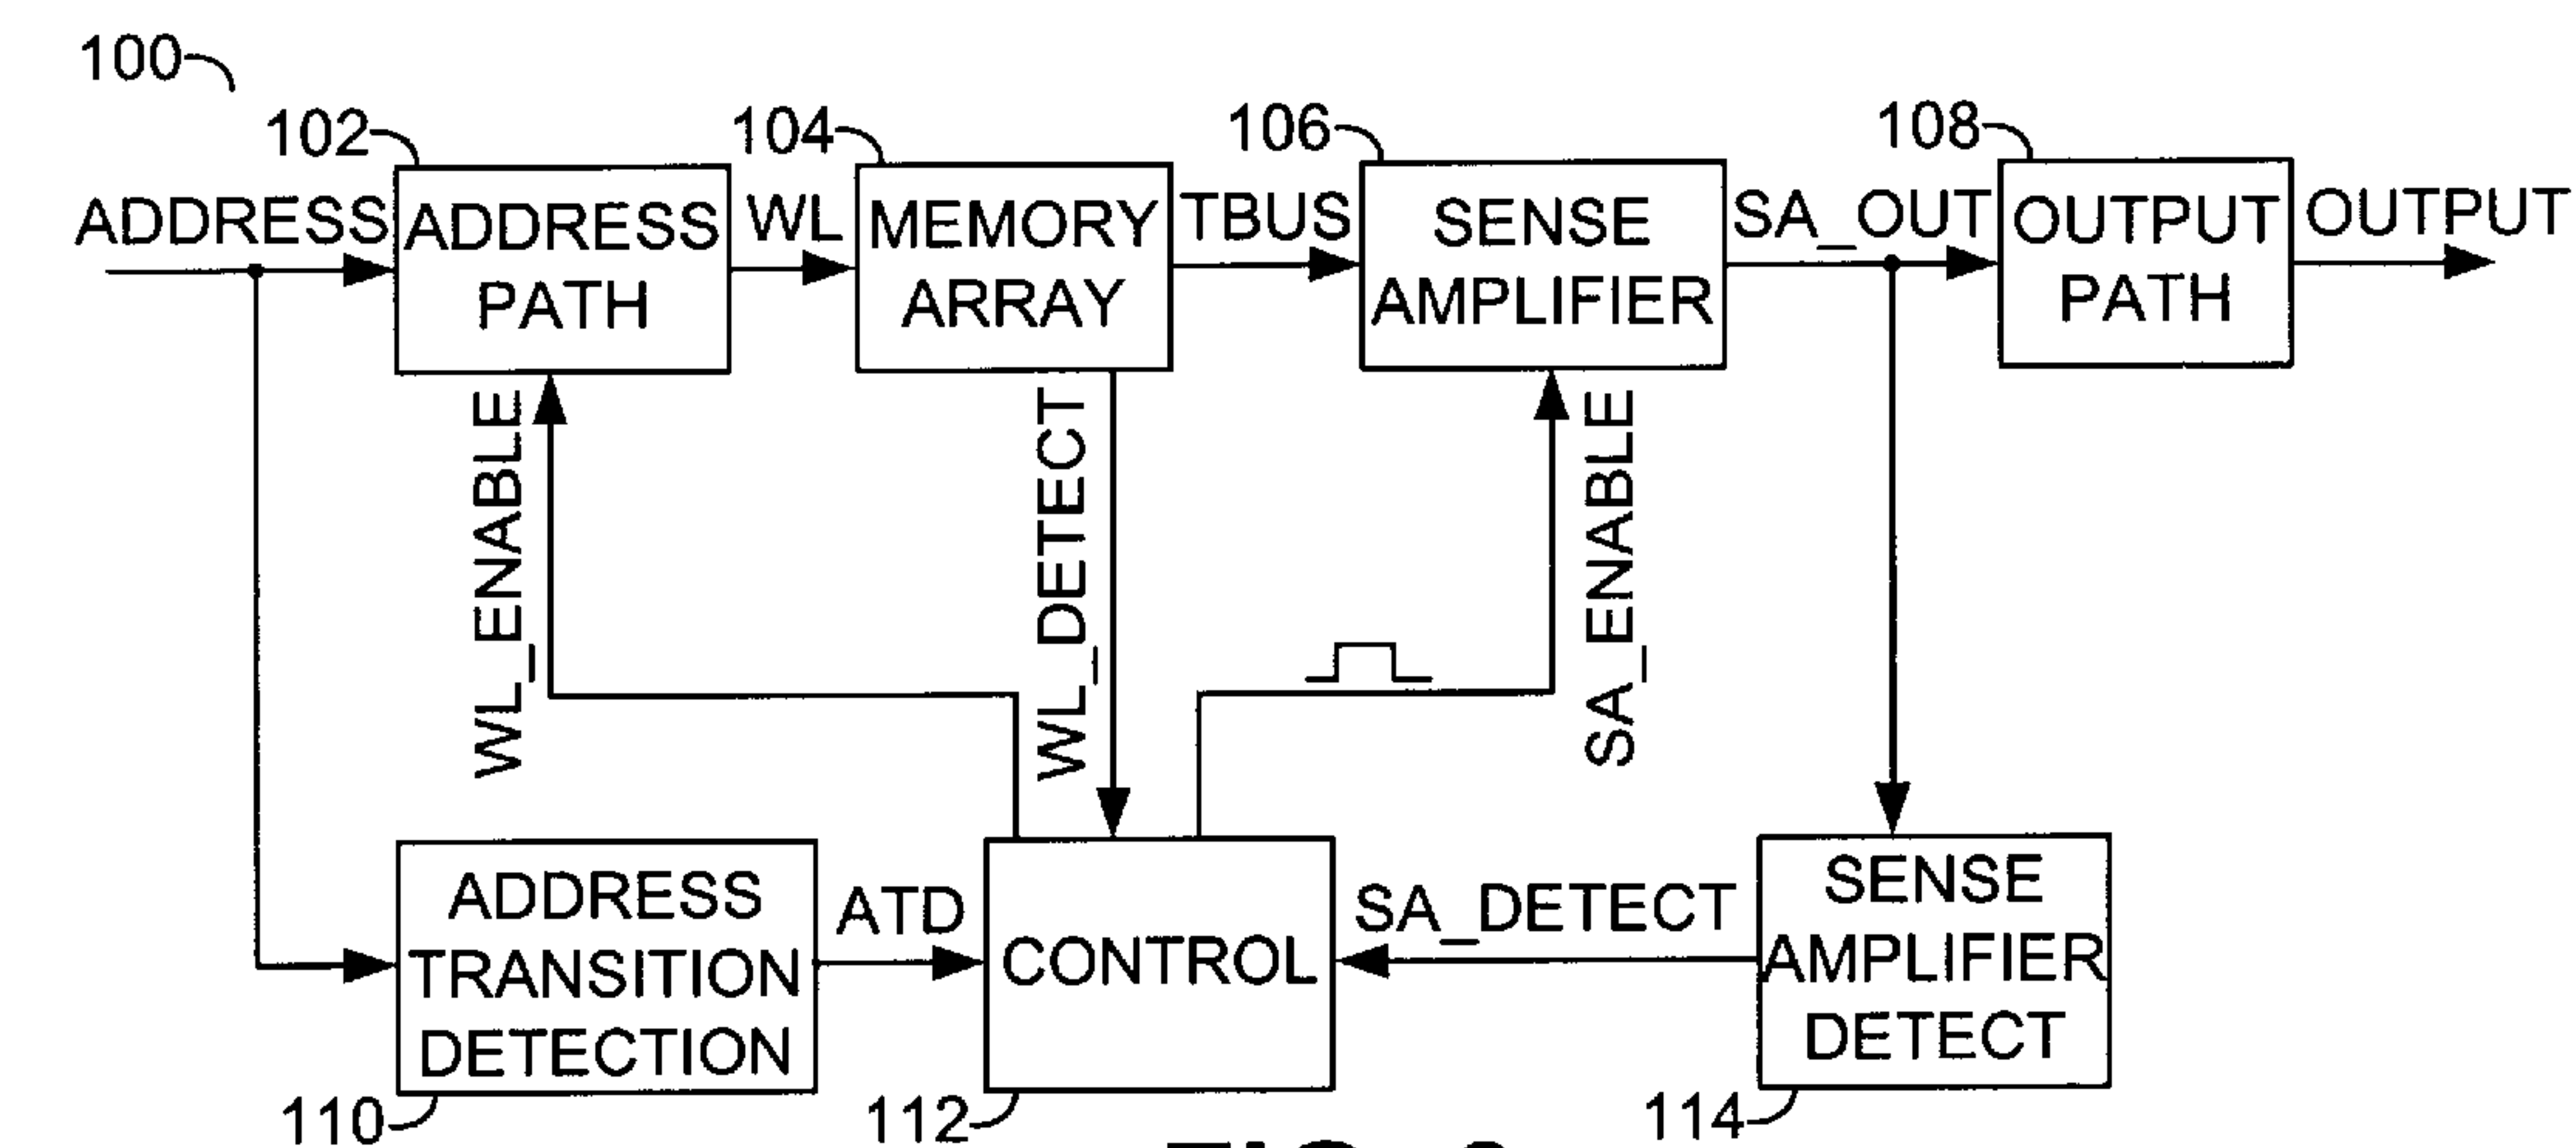 100
102
104
106
108
ADDRESS
ADDRESS
PATH
WL
MEMORY
ARRAY
TBUS
SENSE
AMPLIFIER
SA_OUT
OUTPUT
PATH
OUTPUT
WL_ENABLE
WL_DETECT
SA_ENABLE
ADDRESS
TRANSITION
DETECTION
ATD
CONTROL
SA_DETECT
SENSE
AMPLIFIER
DETECT
110
112
114